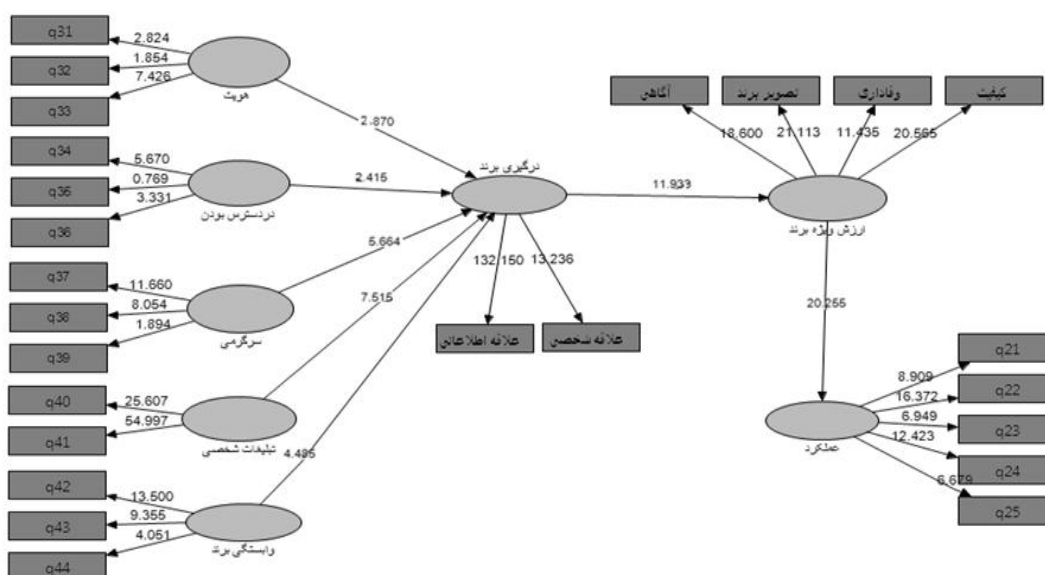 q31
2.824
q32
1.854
q33
7.426
هویت
2.870
q34
5.670
q36
0.769
q36
3.331
در دسترس بودن
2.415
q37
11.660
q38
8.054
q39
1.894
سرگرمی
5.664
q40
25.607
q41
54.997
تبلیغات شخصی
7.515
q42
13.500
q43
9.355
q44
4.051
وابستگی برند
4.485
درگیری برند
132.150
13.236
علاقه اطلاعاتی
علاقه شخصی
11.933
آگاهی
تصویر برند
وفاداری
کیفیت
18.600
21.113
11.435
20.565
ارزش ویژه برند
20.255
عملکرد
q21
8.909
q22
16.372
q23
6.949
q24
12.423
q25
6.679